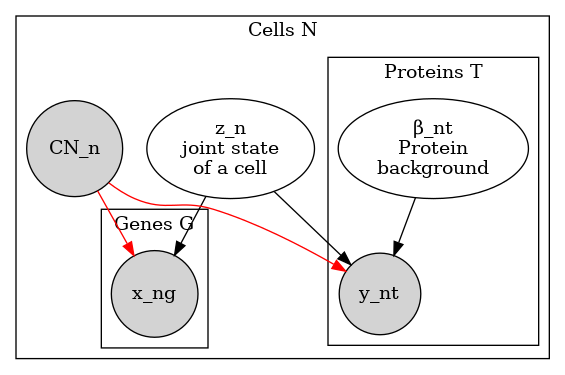 Cells N
Proteins T
CN_n
z_n
joint state
of a cell
β_nt
Protein
background
Genes G
x_ng
y_nt